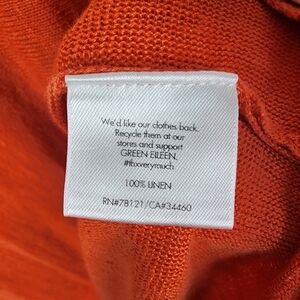 We'd like our clothes back.
Recycle them at our
stores and support
GREEN EILEEN.
#thxverymuch
100% LINEN
RN#78121/CA#34460